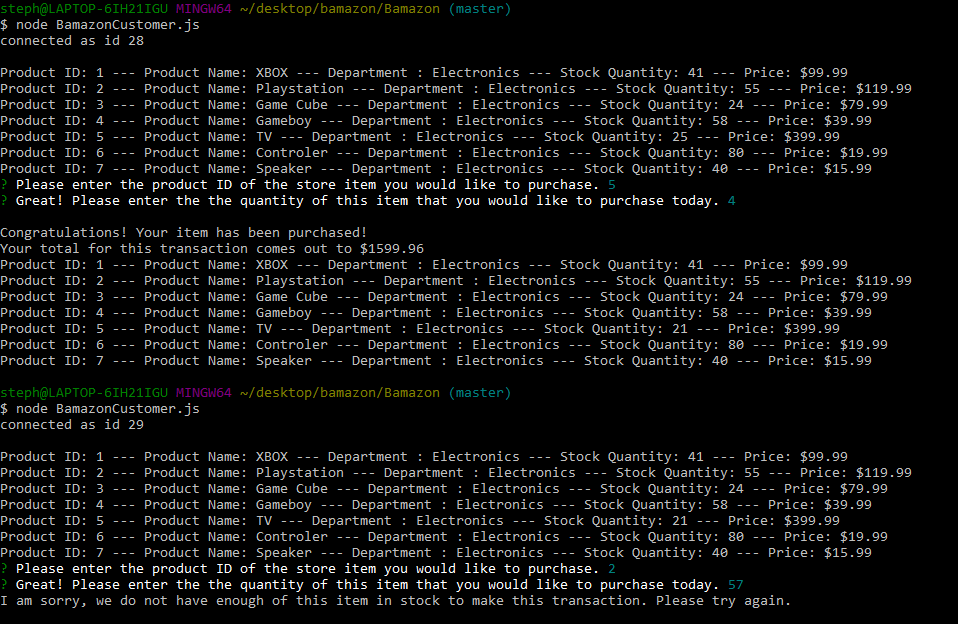 steph@LAPTOP-6IH21IGU MINGW64 ~/desktop/bamazon/Bamazon (master)
$ node BamazonCustomer.js
connected as id 28
Product ID: 1 --- Product Name: XBOX --- Department : Electronics --- Stock Quantity: 41 --- Price: $99.99
Product ID: 2 --- Product Name: Playstation --- Department : Electronics --- Stock Quantity: 55 --- Price: $119.99
Product ID: 3 --- Product Name: Game Cube --- Department : Electronics --- Stock Quantity: 24 --- Price: $79.99
Product ID: 4 --- Product Name: Gameboy --- Department : Electronics --- Stock Quantity: 58 --- Price: $39.99
Product ID: 5 --- Product Name: TV --- Department : Electronics --- Stock Quantity: 25 --- Price: $399.99
Product ID: 6 --- Product Name: Controler --- Department : Electronics --- Stock Quantity: 80 --- Price: $19.99
Product ID: 7 --- Product Name: Speaker --- Department : Electronics --- Stock Quantity: 40 --- Price: $15.99
? Please enter the product ID of the store item you would like to purchase. 5
? Great! Please enter the the quantity of this item that you would like to purchase today. 4
Congratulations! Your item has been purchased!
Your total for this transaction comes out to $1599.96
Product ID: 1 --- Product Name: XBOX --- Department : Electronics --- Stock Quantity: 41 --- Price: $99.99
Product ID: 2 --- Product Name: Playstation --- Department : Electronics --- Stock Quantity: 55 --- Price: $119.99
Product ID: 3 --- Product Name: Game Cube --- Department : Electronics --- Stock Quantity: 24 --- Price: $79.99
Product ID: 4 --- Product Name: Gameboy --- Department : Electronics --- Stock Quantity: 58 --- Price: $39.99
Product ID: 5 --- Product Name: TV --- Department : Electronics --- Stock Quantity: 21 --- Price: $399.99
Product ID: 6 --- Product Name: Controler --- Department : Electronics --- Stock Quantity: 80 --- Price: $19.99
Product ID: 7 --- Product Name: Speaker --- Department : Electronics --- Stock Quantity: 40 --- Price: $15.99
steph@LAPTOP-6IH21IGU MINGW64 ~/desktop/bamazon/Bamazon (master)
$ node BamazonCustomer.js
connected as id 29
Product ID: 1 --- Product Name: XBOX --- Department : Electronics --- Stock Quantity: 41 --- Price: $99.99
Product ID: 2 --- Product Name: Playstation --- Department : Electronics --- Stock Quantity: 55 --- Price: $119.99
Product ID: 3 --- Product Name: Game Cube --- Department : Electronics --- Stock Quantity: 24 --- Price: $79.99
Product ID: 4 --- Product Name: Gameboy --- Department : Electronics --- Stock Quantity: 58 --- Price: $39.99
Product ID: 5 --- Product Name: TV --- Department : Electronics --- Stock Quantity: 21 --- Price: $399.99
Product ID: 6 --- Product Name: Controler --- Department : Electronics --- Stock Quantity: 80 --- Price: $19.99
Product ID: 7 --- Product Name: Speaker --- Department : Electronics --- Stock Quantity: 40 --- Price: $15.99
? Please enter the product ID of the store item you would like to purchase. 2
? Great! Please enter the the quantity of this item that you would like to purchase today. 57
I am sorry, we do not have enough of this item in stock to make this transaction. Please try again.